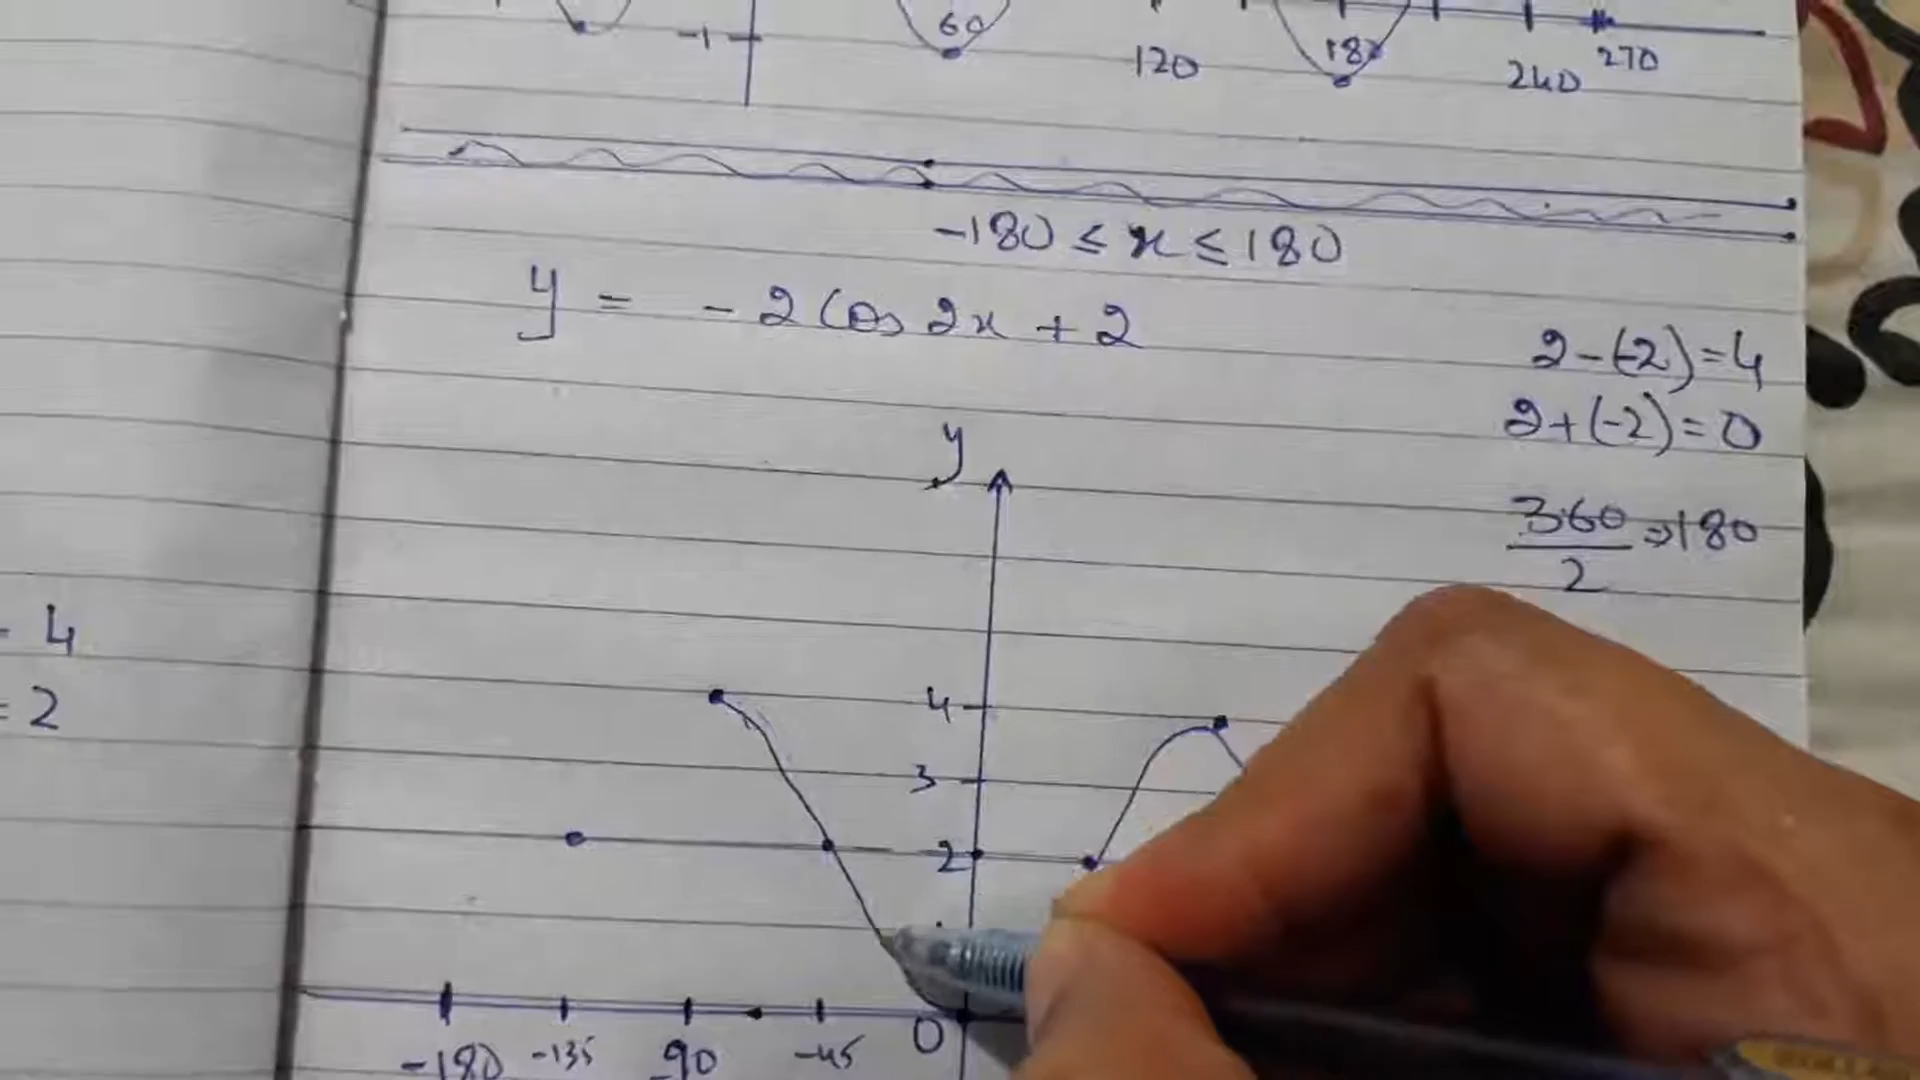 -1 60 120 180 240 270
-180 ≤ x ≤ 180
y = -2 Cos 2x + 2
2-(-2)=4
2+(-2)=0
360/2 ⇒ 180
- 4
= 2
y
4
3
2
0
-180 -135 -90 -45